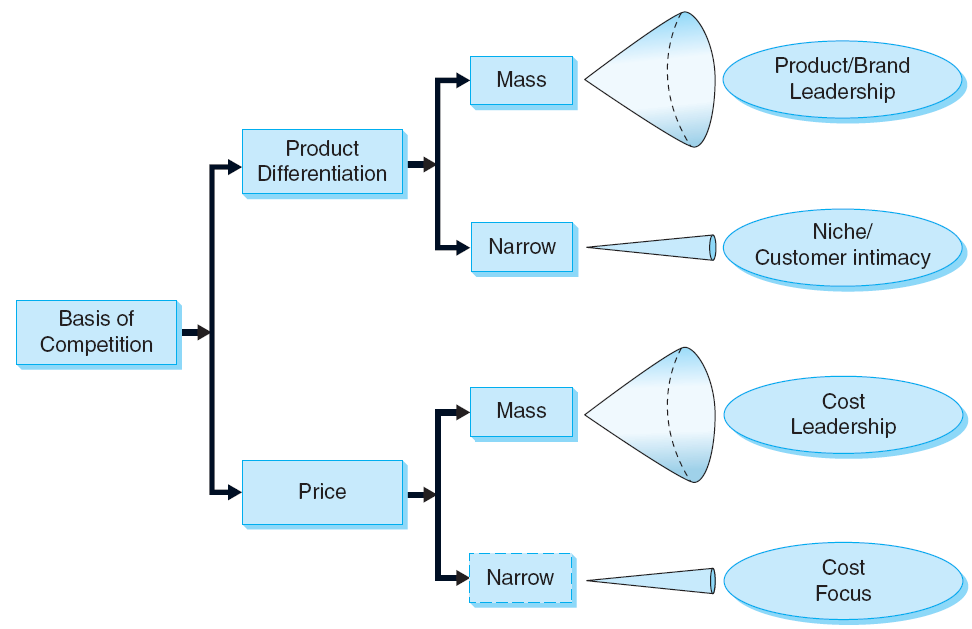 Mass
Product/Brand
Leadership
Product
Differentiation
Narrow
Niche/
Customer intimacy
Basis of
Competition
Mass
Cost
Leadership
Price
Narrow
Cost
Focus